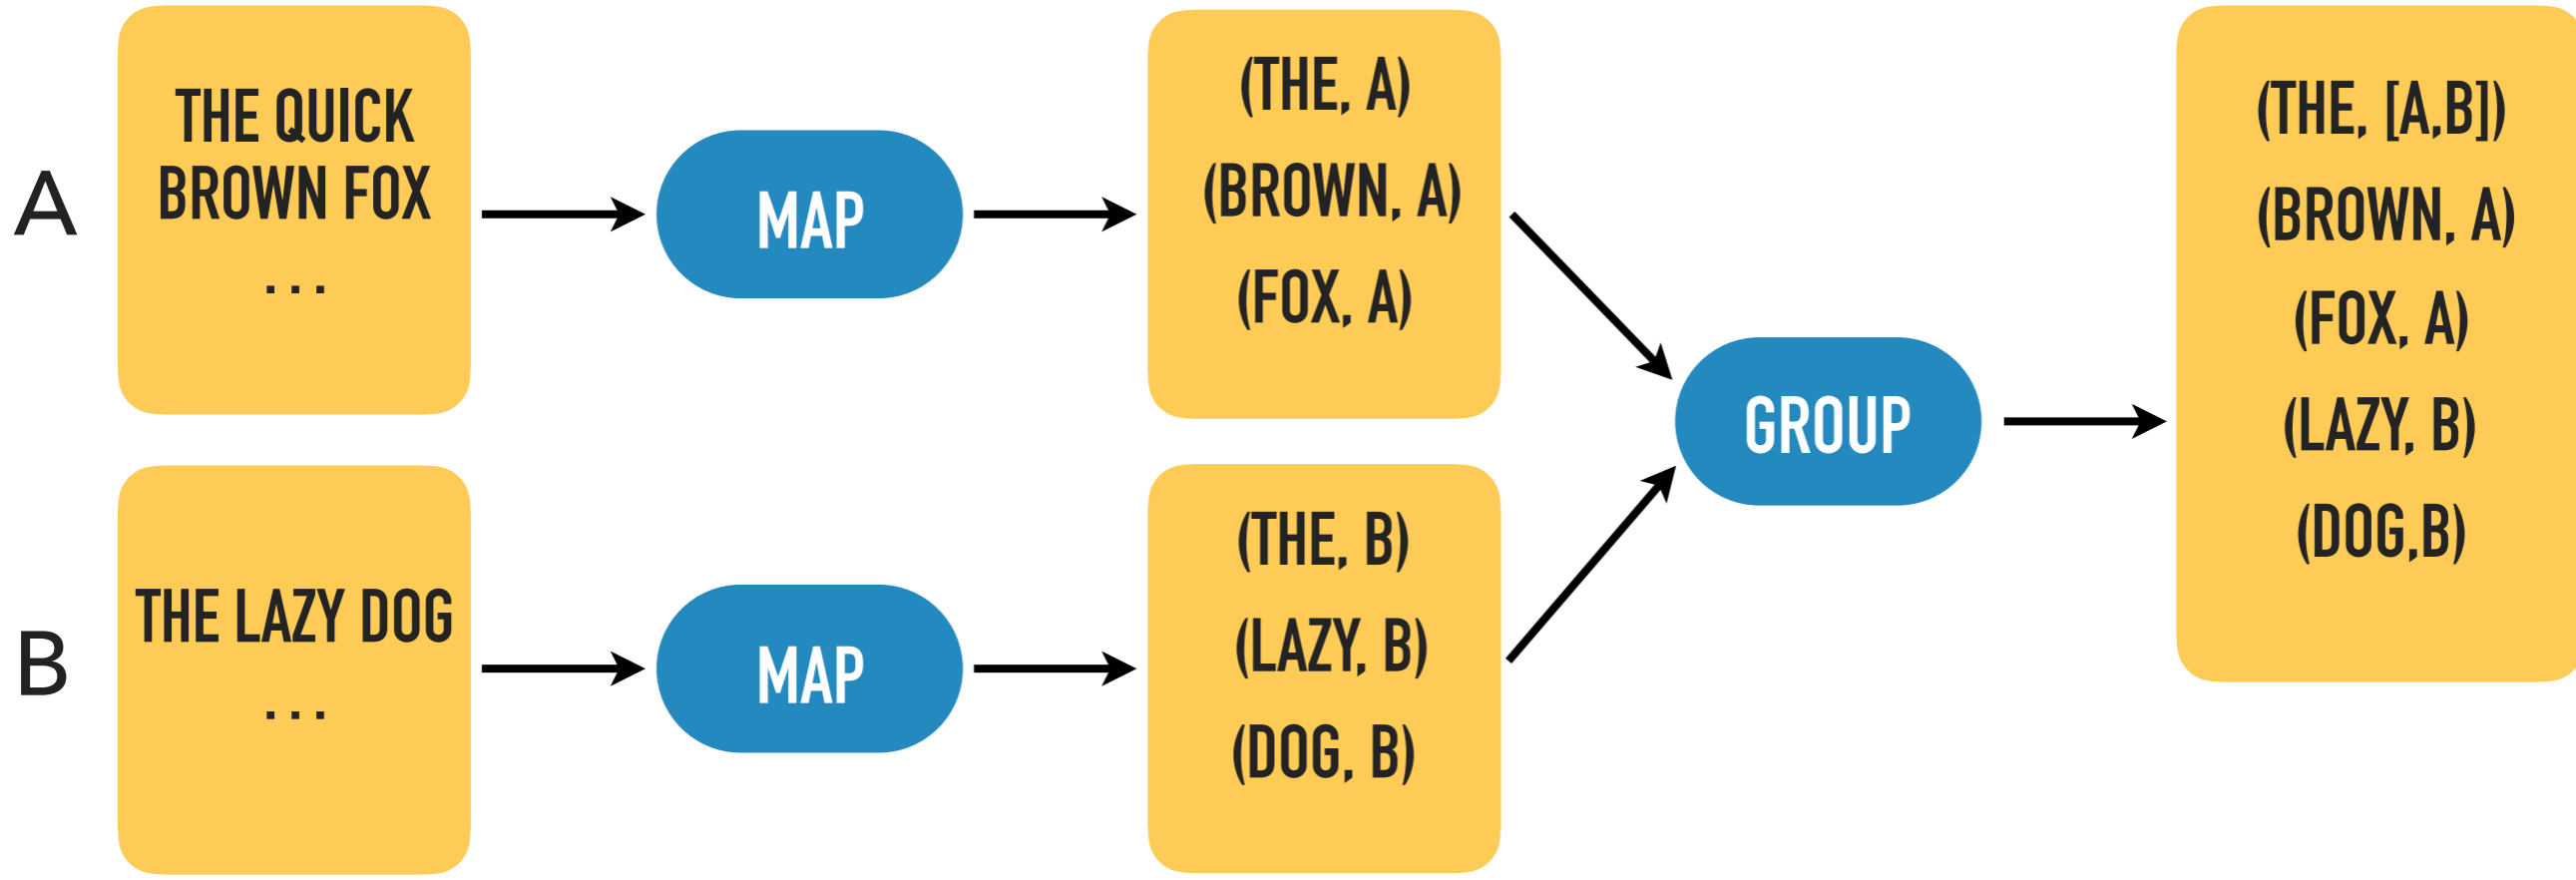 A
THE QUICK
BROWN FOX
...
MAP
(THE, A)
(BROWN, A)
(FOX, A)
B
THE LAZY DOG
...
MAP
(THE, B)
(LAZY, B)
(DOG, B)
GROUP
(THE, [A,B])
(BROWN, A)
(FOX, A)
(LAZY, B)
(DOG,B)